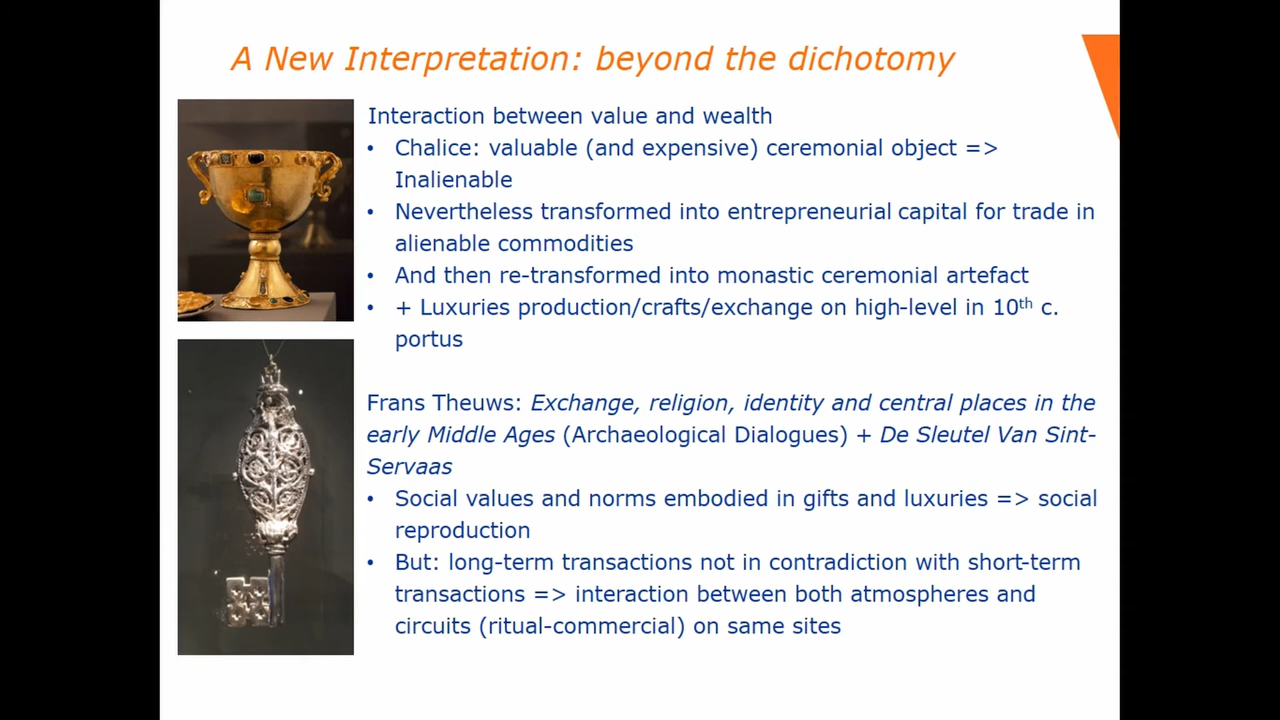 A New Interpretation: beyond the dichotomy
Interaction between value and wealth
• Chalice: valuable (and expensive) ceremonial object =>
Inalienable
• Nevertheless transformed into entrepreneurial capital for trade in
alienable commodities
• And then re-transformed into monastic ceremonial artefact
• + Luxuries production/crafts/exchange on high-level in 10th c.
portus
Frans Theuws: Exchange, religion, identity and central places in the
early Middle Ages (Archaeological Dialogues) + De Sleutel Van Sint-
Servaas
• Social values and norms embodied in gifts and luxuries => social
reproduction
• But: long-term transactions not in contradiction with short-term
transactions => interaction between both atmospheres and
circuits (ritual-commercial) on same sites